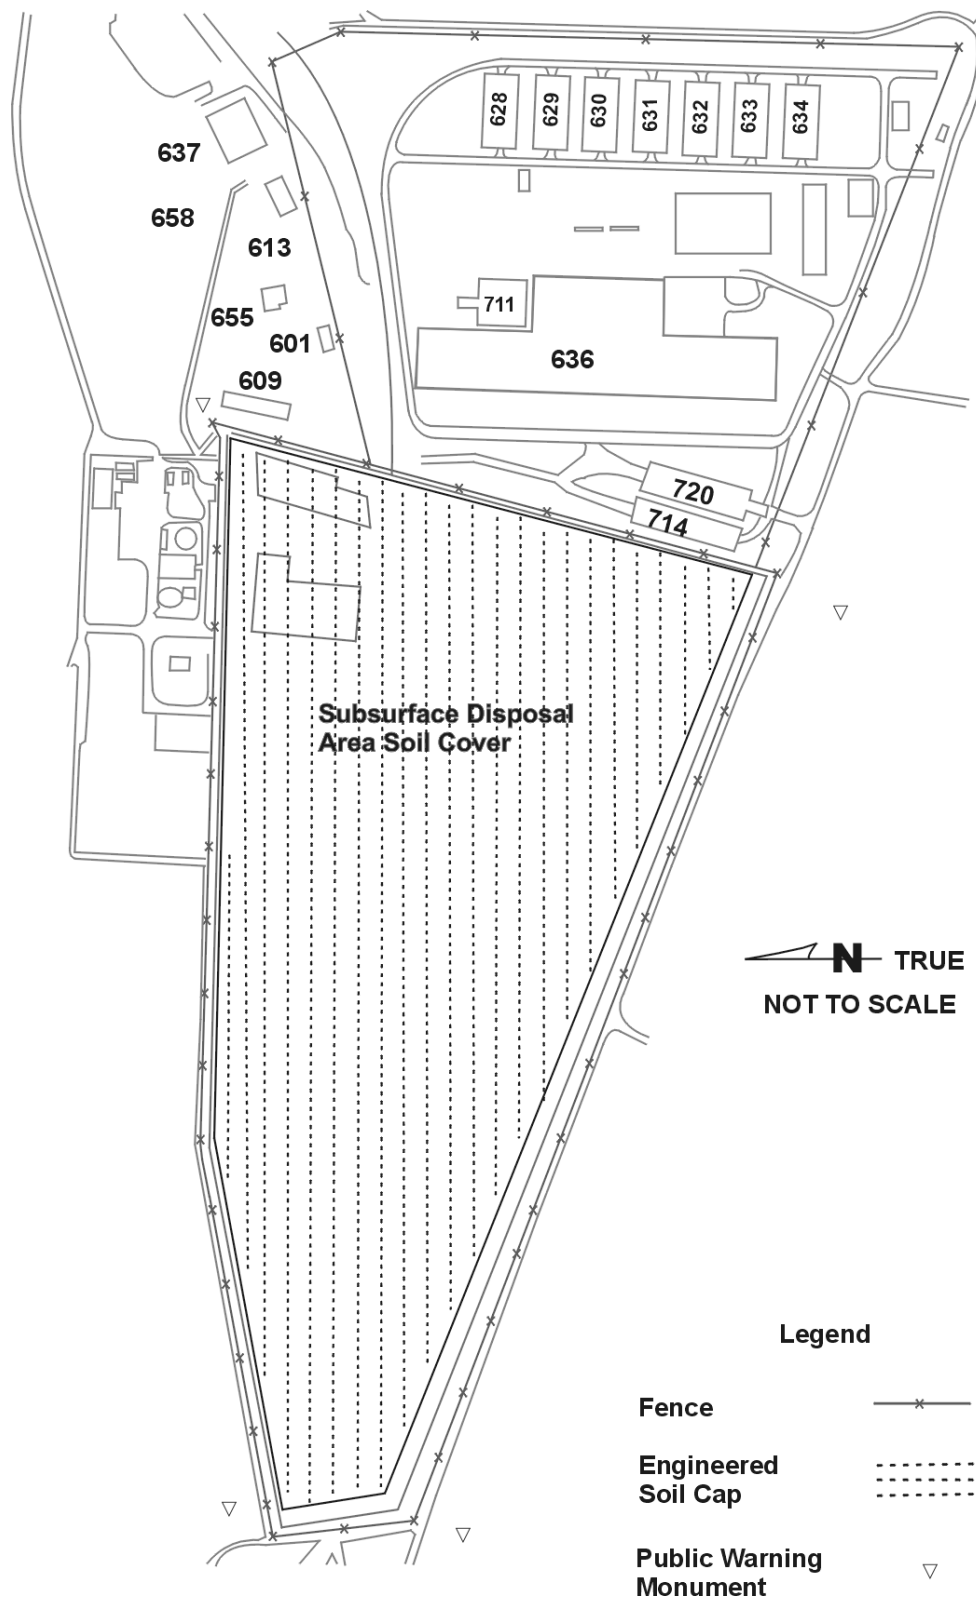 628
629
630
631
632
633
634
637
658
613
655
711
601
636
609
720
714
Subsurface Disposal
Area Soil Cover
N TRUE
NOT TO SCALE
Legend
Fence
Engineered
Soil Cap
Public Warning
Monument